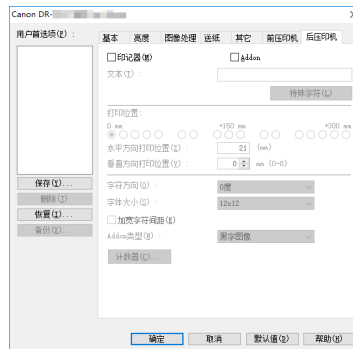 Canon DR-
用户首选项(P):
基本 亮度 图像处理 送纸 其它 前压印机 后压印机
印记器(M) Addon
文本(T):
特殊字符(L)
打印位置:
0 mm +150 mm +300 mm
水平方向打印位置(Z): 21 (mm)
垂直方向打印位置(Y): 0 mm (0-0)
保存(V)...
删除(I)
恢复(T)...
备份(K)...
字符方向(O): 0度
字体大小(S): 12x12
加宽字符间距(E)
Addon类型(N): 黑字图像
计数器(C)...
确定 取消 默认值(D) 帮助(H)